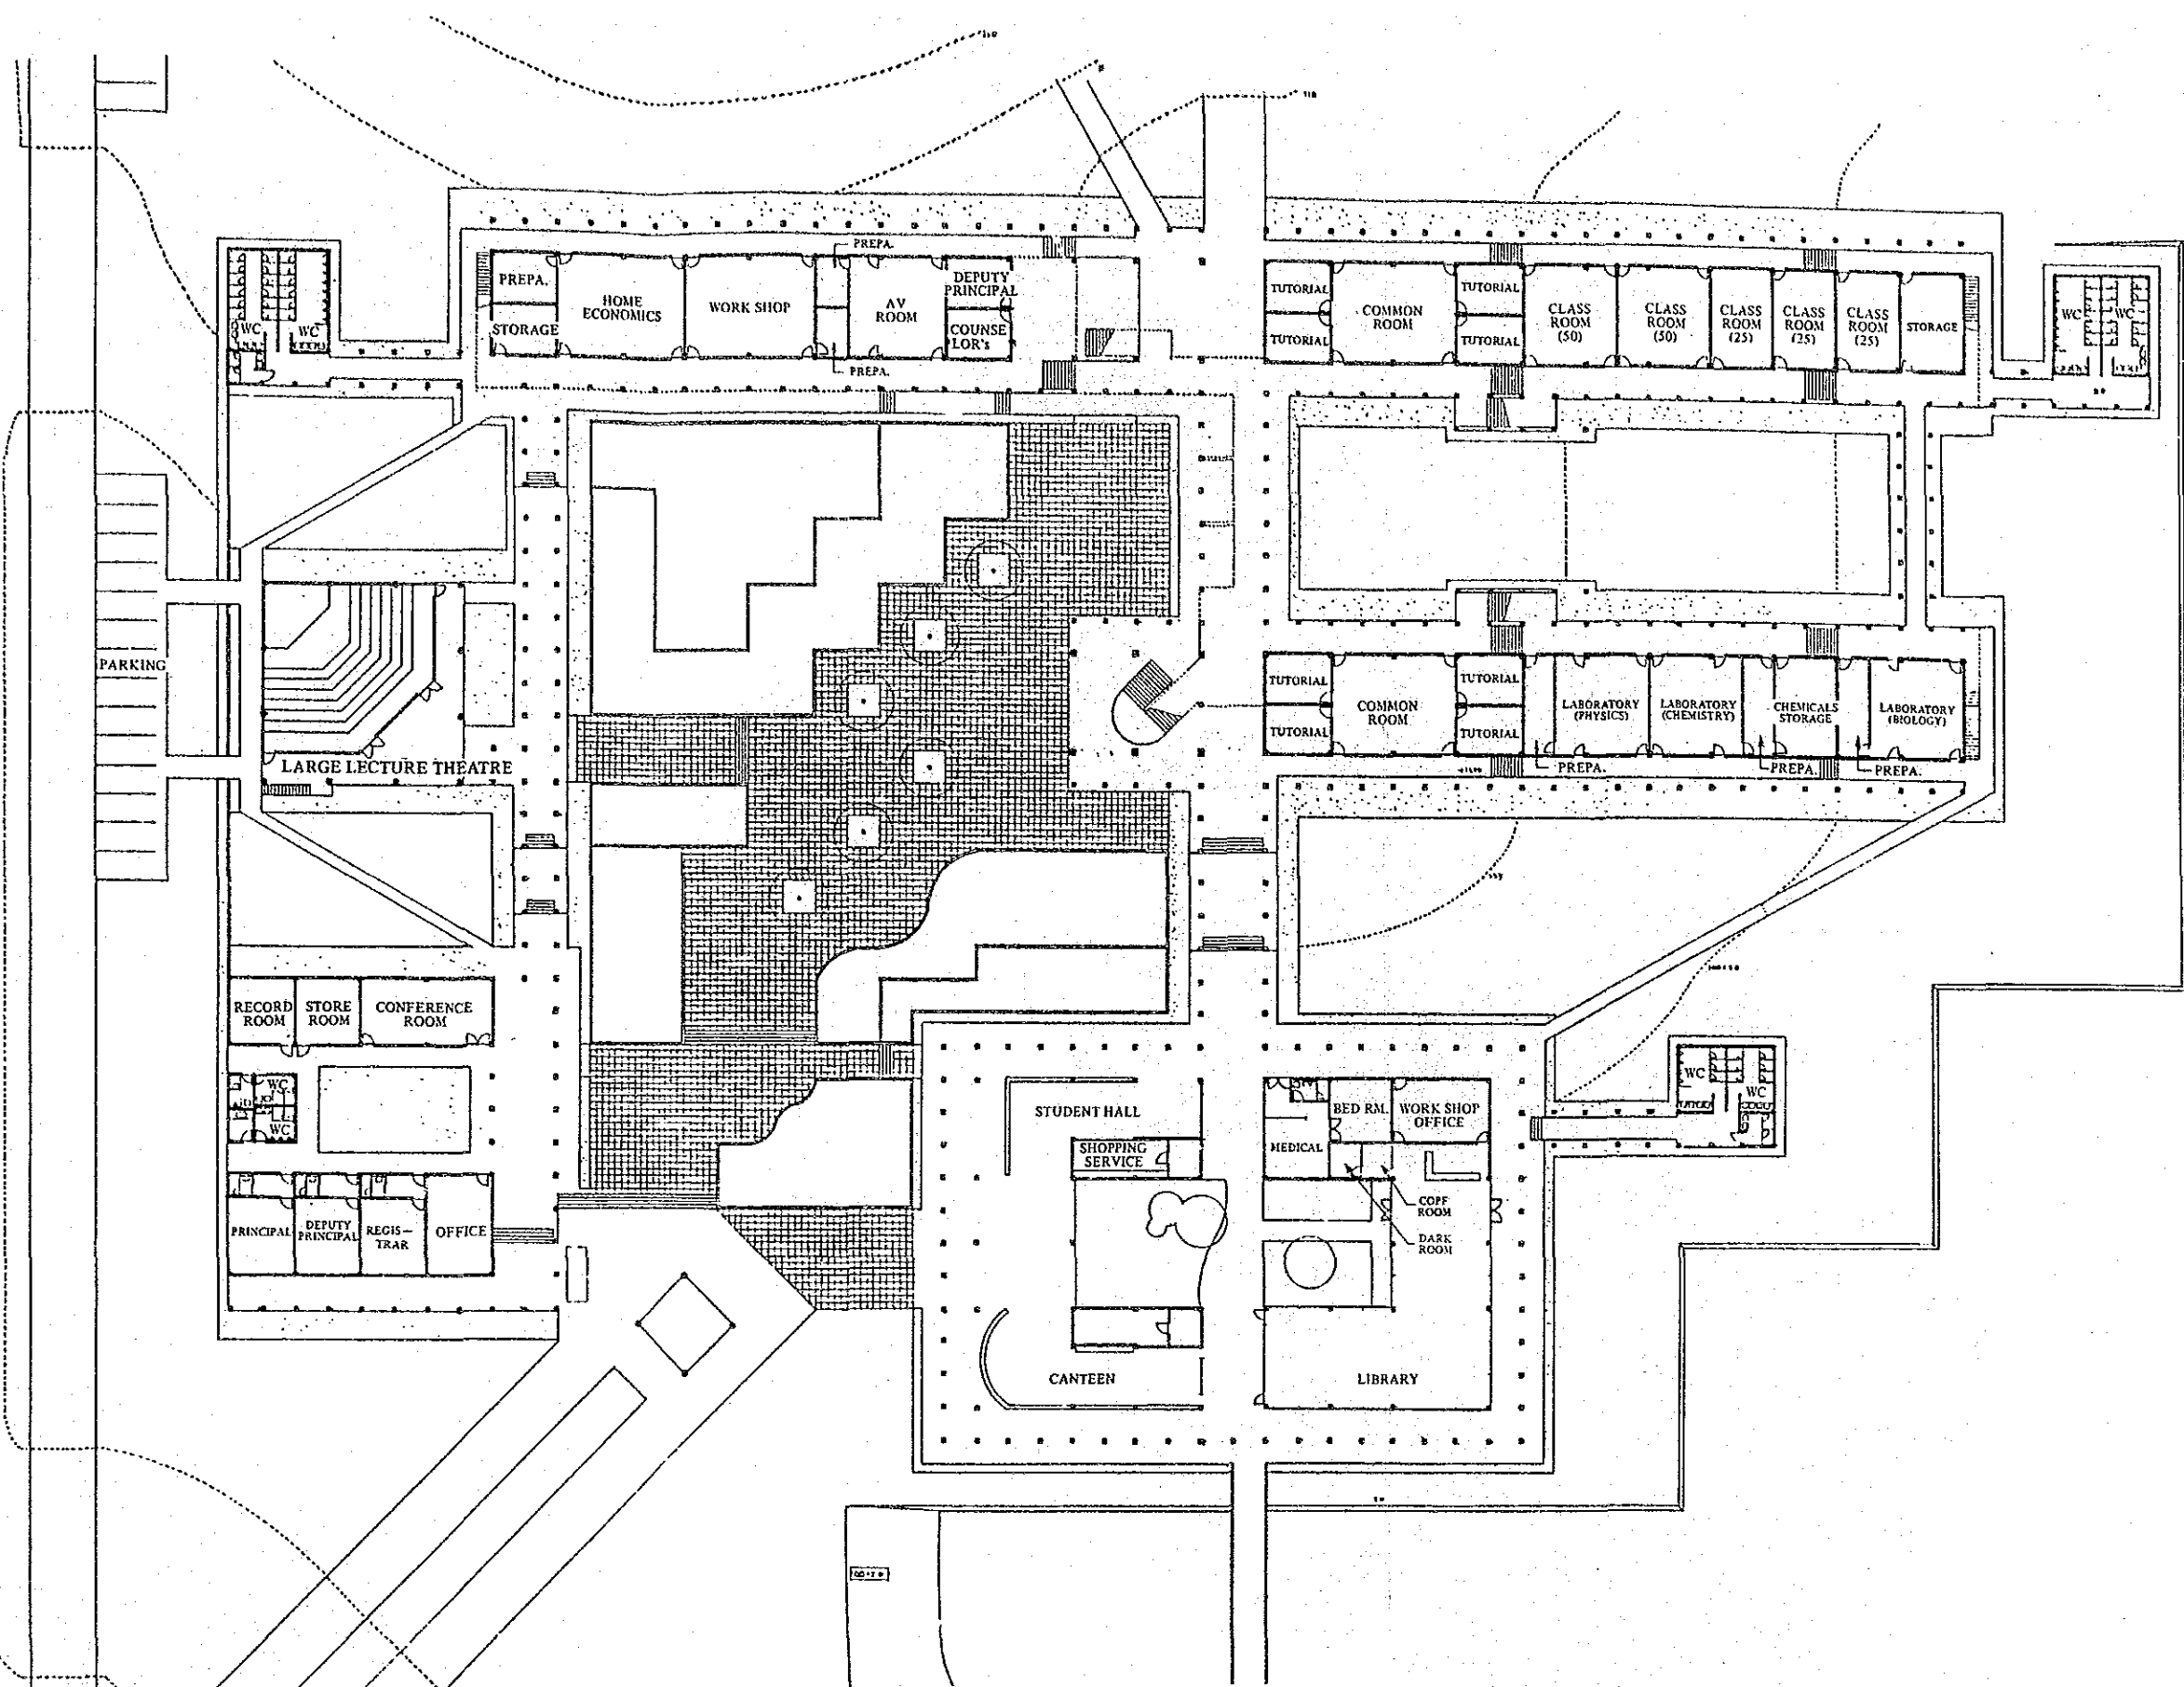 110
118
PREPA.
PREPA.
STORAGE
HOME
ECONOMICS
WORK SHOP
AV
ROOM
DEPUTY
PRINCIPAL
COUNSE
LOR's
PREPA.
WC
WC
TUTORIAL
TUTORIAL
COMMON
ROOM
TUTORIAL
TUTORIAL
CLASS
ROOM
(50)
CLASS
ROOM
(50)
CLASS
ROOM
(25)
CLASS
ROOM
(25)
CLASS
ROOM
(25)
STORAGE
WC
WC
PARKING
LARGE LECTURE THEATRE
TUTORIAL
TUTORIAL
COMMON
ROOM
TUTORIAL
TUTORIAL
LABORATORY
(PHYSICS)
LABORATORY
(CHEMISTRY)
CHEMICALS
STORAGE
LABORATORY
(BIOLOGY)
PREPA.
PREPA.
PREPA.
RECORD
ROOM
STORE
ROOM
CONFERENCE
ROOM
WC
WC
PRINCIPAL
DEPUTY
PRINCIPAL
REGIS-
TRAR
OFFICE
STUDENT HALL
SHOPPING
SERVICE
CANTEEN
MEDICAL
BED RM.
WORK SHOP
OFFICE
COPY
ROOM
DARK
ROOM
LIBRARY
WC
WC